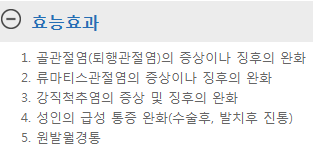 효능효과
1. 골관절염(퇴행관절염)의 증상이나 징후의 완화
2. 류마티스관절염의 증상이나 징후의 완화
3. 강직척추염의 증상 및 징후의 완화
4. 성인의 급성 통증 완화(수술후, 발치후 진통)
5. 원발월경통